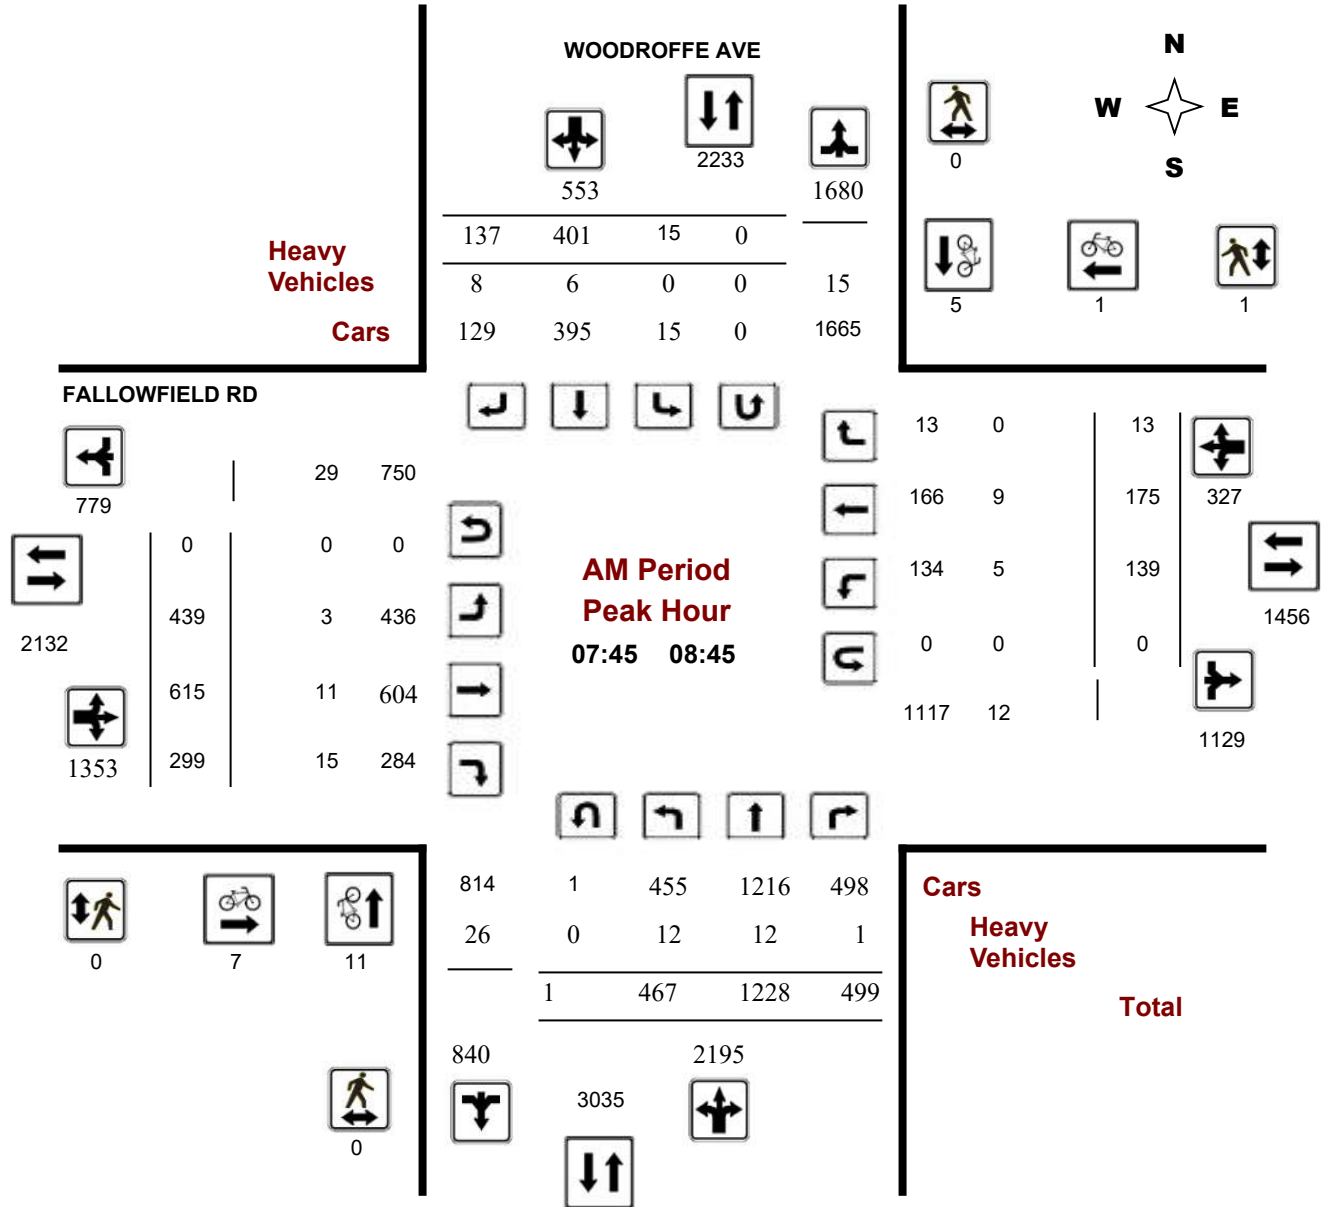 WOODROFFE AVE
N
W E
S
2233
0
553 1680
137 401 15 0
Heavy
Vehicles
8 6 0 0 15
5 1 1
Cars
129 395 15 0 1665
FALLOWFIELD RD
13 0 13
29 750
779
166 9 175 327
0 0 0
AM Period
134 5 139
Peak Hour
439 3 436
1456
2132
07:45 08:45
0 0 0
615 11 604
1117 12
1129
1353 299 15 284
814 1 455 1216 498
Cars
26 0 12 12 1
Heavy
Vehicles
0 7 11
1 467 1228 499
Total
840 2195
3035
0